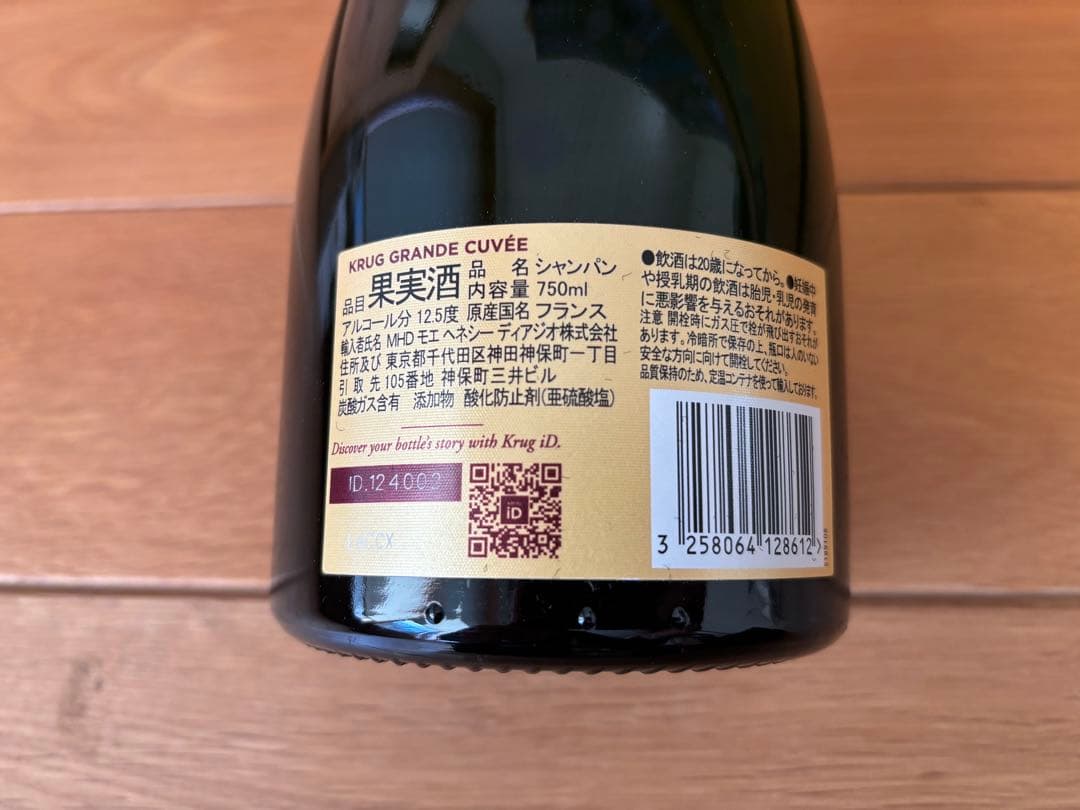 KRUG GRANDE CUVÉE
品目 果実酒 品名 シャンパン
内容量 750ml
アルコール分 12.5度 原産国名 フランス
輸入者氏名 MHD モエ ヘネシー ディアジオ株式会社
住所及び 東京都千代田区神田神保町一丁目
引取先 105番地 神保町三井ビル
炭酸ガス含有 添加物 酸化防止剤(亜硫酸塩)
Discover your bottle's story with Krug iD.
ID.12400
iD
●飲酒は20歳になってから。●妊娠中
や授乳期の飲酒は胎児・乳児の発育
に悪影響を与えるおそれがあります。
注意 開栓時にガス圧で栓が飛び出すおそれが
あります。冷暗所で保存の上、瓶口は人のいない
安全な方向に向けて開栓してください。
品質保持のため、定温コンテナを使って輸入しております。
3 258064 128612 >